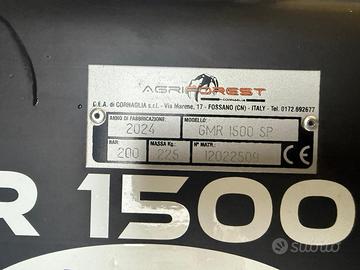 AGRIFOREST
CORNAGLIA
G.E.A. di CORNAGLIA s.r.l. - Via Marene, 17 - FOSSANO (CN) - ITALY - Tel. 0172.692677
ANNO DI FABBRICAZIONE: MODELLO:
2024 GMR 1500 SP
BAR: MASSA Kg.: N° MATR.:
200 225 12022509 CE
R 1500
subito